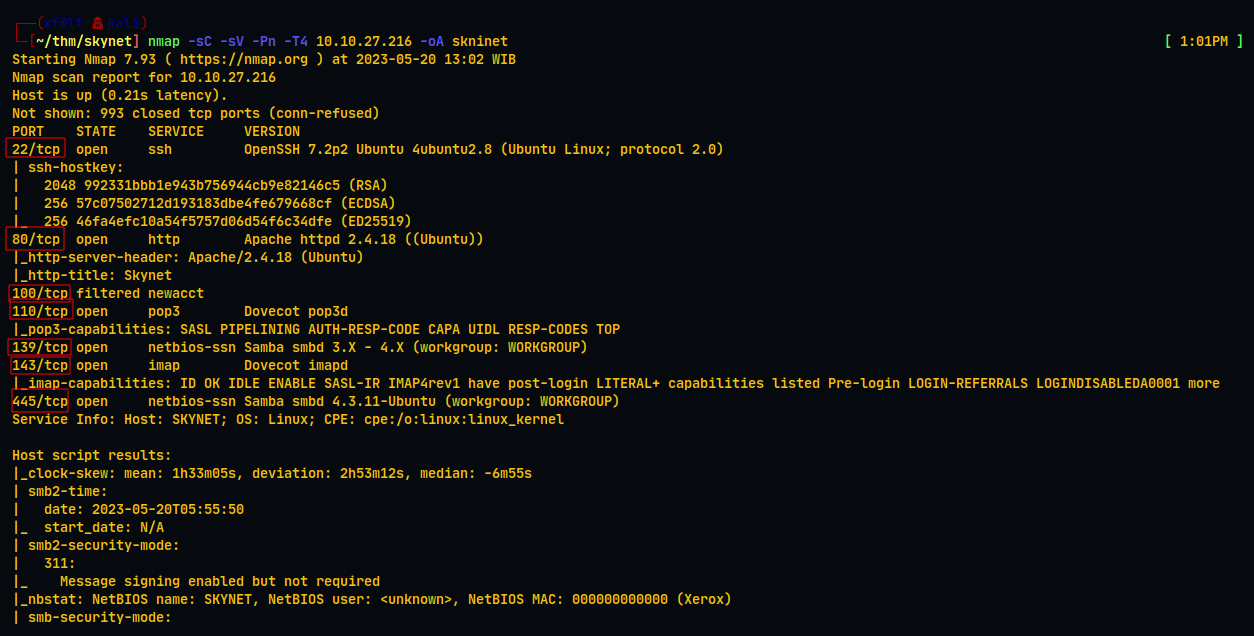 ┌──(xf0lt㉿kali)
└─[~/thm/skynet] nmap -sC -sV -Pn -T4 10.10.27.216 -oA skninet [ 1:01PM ]
Starting Nmap 7.93 ( https://nmap.org ) at 2023-05-20 13:02 WIB
Nmap scan report for 10.10.27.216
Host is up (0.21s latency).
Not shown: 993 closed tcp ports (conn-refused)
PORT    STATE    SERVICE     VERSION
22/tcp  open     ssh         OpenSSH 7.2p2 Ubuntu 4ubuntu2.8 (Ubuntu Linux; protocol 2.0)
| ssh-hostkey:
|   2048 992331bbb1e943b756944cb9e82146c5 (RSA)
|   256 57c07502712d193183dbe4fe679668cf (ECDSA)
|_  256 46fa4efc10a54f5757d06d54f6c34dfe (ED25519)
80/tcp  open     http        Apache httpd 2.4.18 ((Ubuntu))
|_http-server-header: Apache/2.4.18 (Ubuntu)
|_http-title: Skynet
100/tcp filtered newacct
110/tcp open     pop3        Dovecot pop3d
|_pop3-capabilities: SASL PIPELINING AUTH-RESP-CODE CAPA UIDL RESP-CODES TOP
139/tcp open     netbios-ssn Samba smbd 3.X - 4.X (workgroup: WORKGROUP)
143/tcp open     imap        Dovecot imapd
|_imap-capabilities: ID OK IDLE ENABLE SASL-IR IMAP4rev1 have post-login LITERAL+ capabilities listed Pre-login LOGIN-REFERRALS LOGINDISABLEDA0001 more
445/tcp open     netbios-ssn Samba smbd 4.3.11-Ubuntu (workgroup: WORKGROUP)
Service Info: Host: SKYNET; OS: Linux; CPE: cpe:/o:linux:linux_kernel

Host script results:
|_clock-skew: mean: 1h33m05s, deviation: 2h53m12s, median: -6m55s
| smb2-time:
|   date: 2023-05-20T05:55:50
|_  start_date: N/A
| smb2-security-mode:
|   311:
|_    Message signing enabled but not required
|_nbstat: NetBIOS name: SKYNET, NetBIOS user: <unknown>, NetBIOS MAC: 000000000000 (Xerox)
| smb-security-mode: